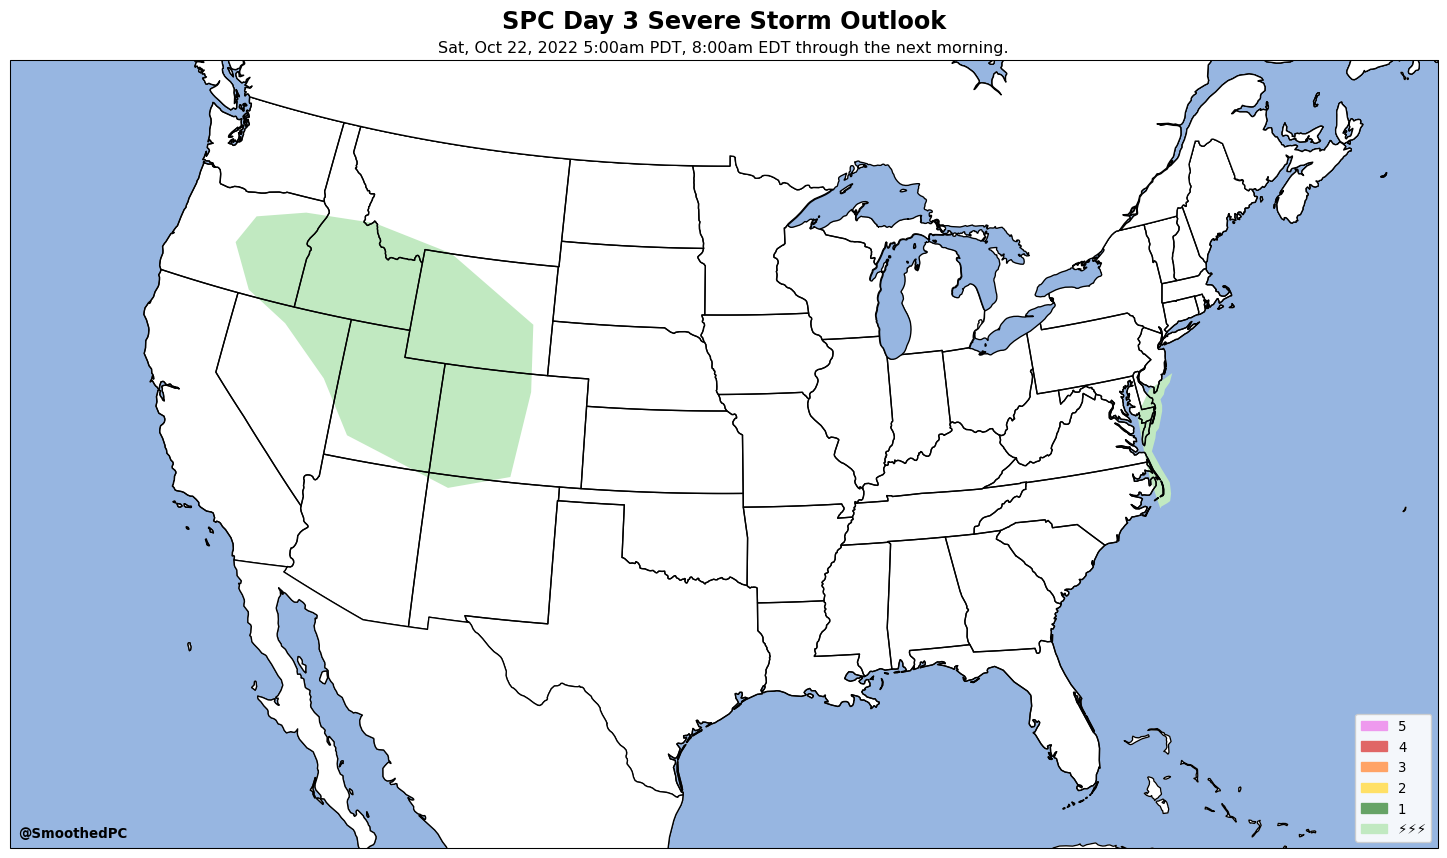 SPC Day 3 Severe Storm Outlook
Sat, Oct 22, 2022 5:00am PDT, 8:00am EDT through the next morning.
5
4
3
2
1
⚡⚡⚡
@SmoothedPC